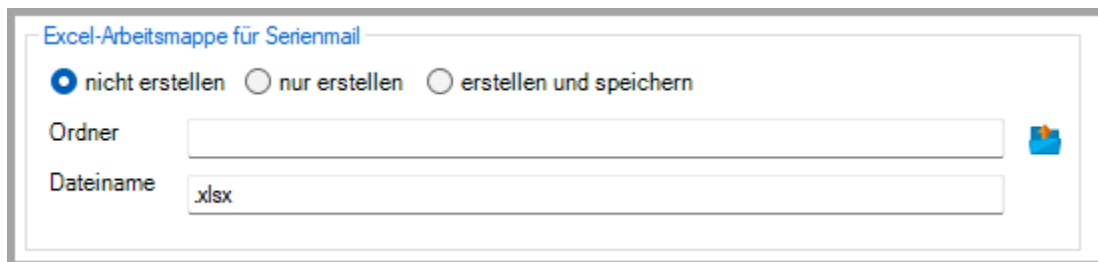 Excel-Arbeitsmappe für Serienmail
nicht erstellen nur erstellen erstellen und speichern
Ordner
Dateiname .xlsx